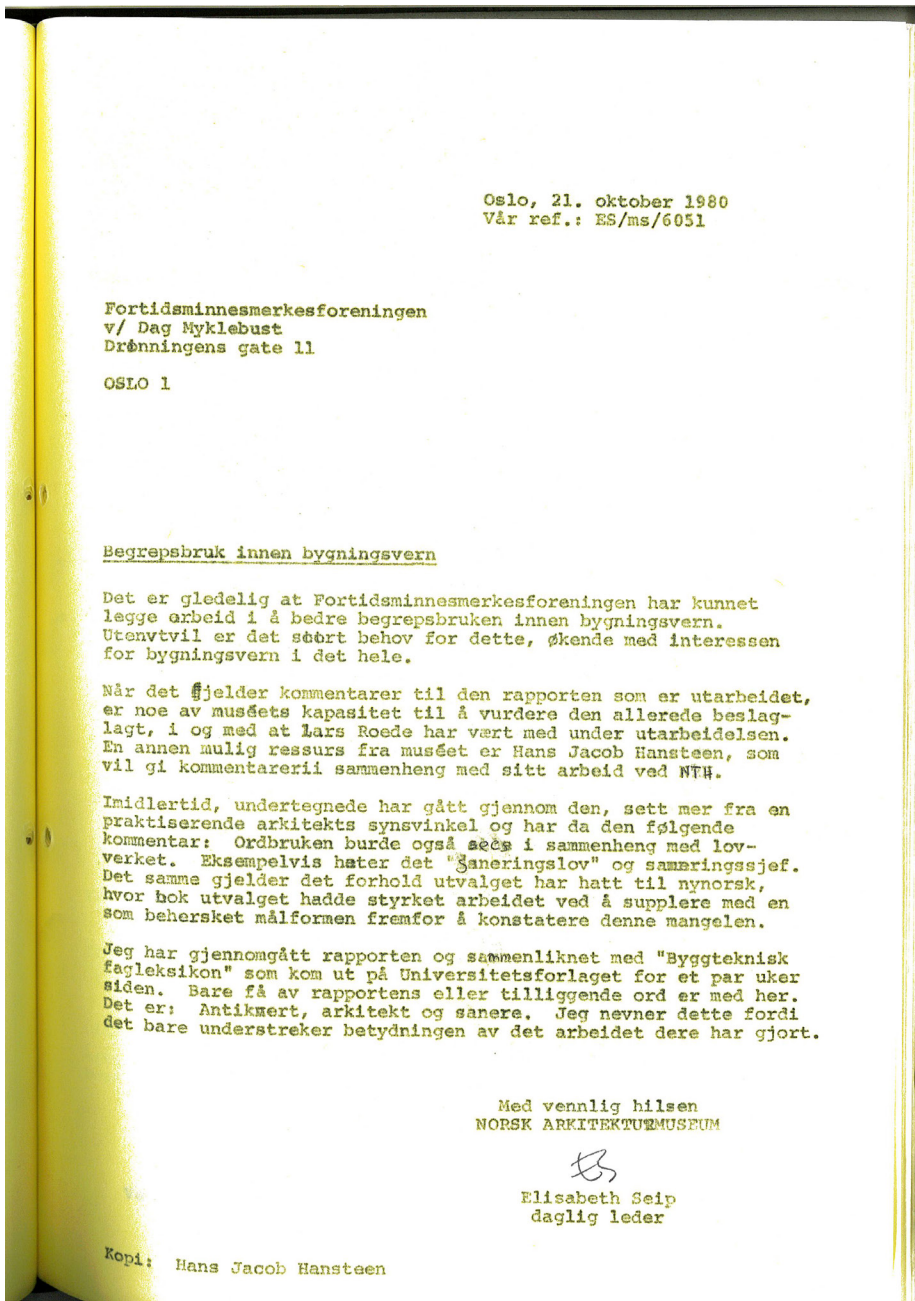 Oslo, 21. oktober 1980
Vår ref.: ES/ms/6051
Fortidsminnesmerkesforeningen
v/ Dag Myklebust
Drønningens gate 11
OSLO 1
Begrepsbruk innen bygningsvern
Det er gledelig at Fortidsminnesmerkesforeningen har kunnet
legge arbeid i å bedre begrepsbruken innen bygningsvern.
Utenvtvil er det stort behov for dette, økende med interessen
for bygningsvern i det hele.
Når det gjelder kommentarer til den rapporten som er utarbeidet,
er noe av muséets kapasitet til å vurdere den allerede beslag-
lagt, i og med at Lars Roede har vært med under utarbeidelsen.
En annen mulig ressurs fra muséet er Hans Jacob Hansteen, som
vil gi kommentarerii sammenheng med sitt arbeid ved NTH.
Imidlertid, undertegnede har gått gjennom den, sett mer fra en
praktiserende arkitekts synsvinkel og har da den følgende
kommentar: Ordbruken burde også sees i sammenheng med lov-
verket. Eksempelvis heter det "Saneringslov" og saneringssjef.
Det samme gjelder det forhold utvalget har hatt til nynorsk,
hvor bok utvalget hadde styrket arbeidet ved å supplere med en
som behersket målformen fremfor å konstatere denne mangelen.
Jeg har gjennomgått rapporten og sammenliknet med "Byggteknisk
fagleksikon" som kom ut på Universitetsforlaget for et par uker
siden. Bare få av rapportens eller tilliggende ord er med her.
Det er: Antikvert, arkitekt og sanere. Jeg nevner dette fordi
det bare understreker betydningen av det arbeidet dere har gjort.
Med vennlig hilsen
NORSK ARKITEKTURMUSEUM
ES
Elisabeth Seip
daglig leder
Kopi: Hans Jacob Hansteen